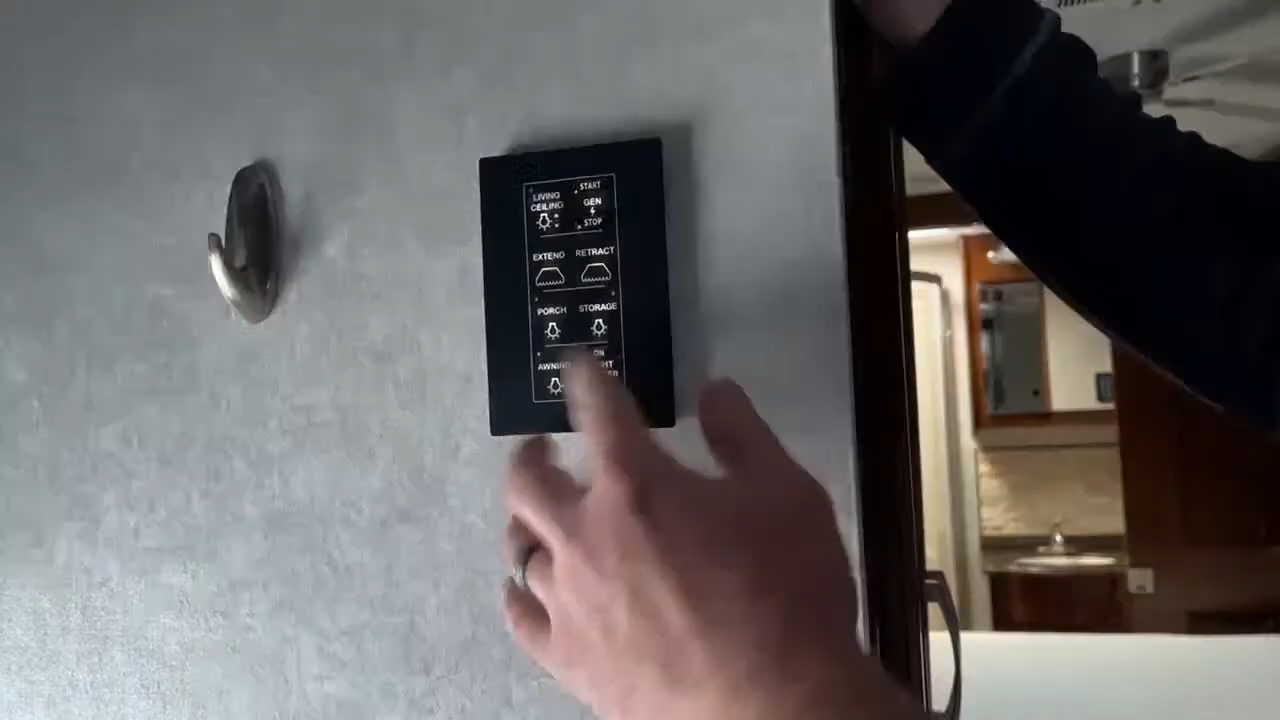 LIVING
CEILING
START
GEN
STOP
EXTEND
RETRACT
PORCH
STORAGE
AWNING